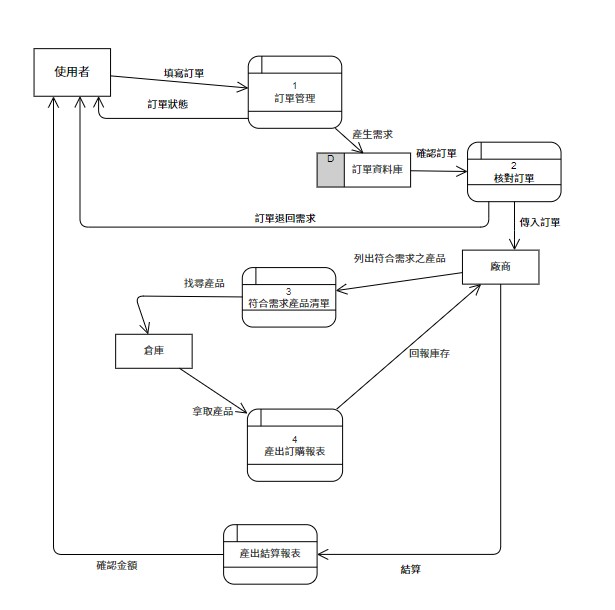 使用者
填寫訂單
1
訂單管理
訂單狀態
產生需求
D
訂單資料庫
確認訂單
2
核對訂單
訂單退回需求
傳入訂單
廠商
列出符合需求之產品
找尋產品
3
符合需求產品清單
倉庫
回報庫存
拿取產品
4
產出訂購報表
產出結算報表
確認金額
結算